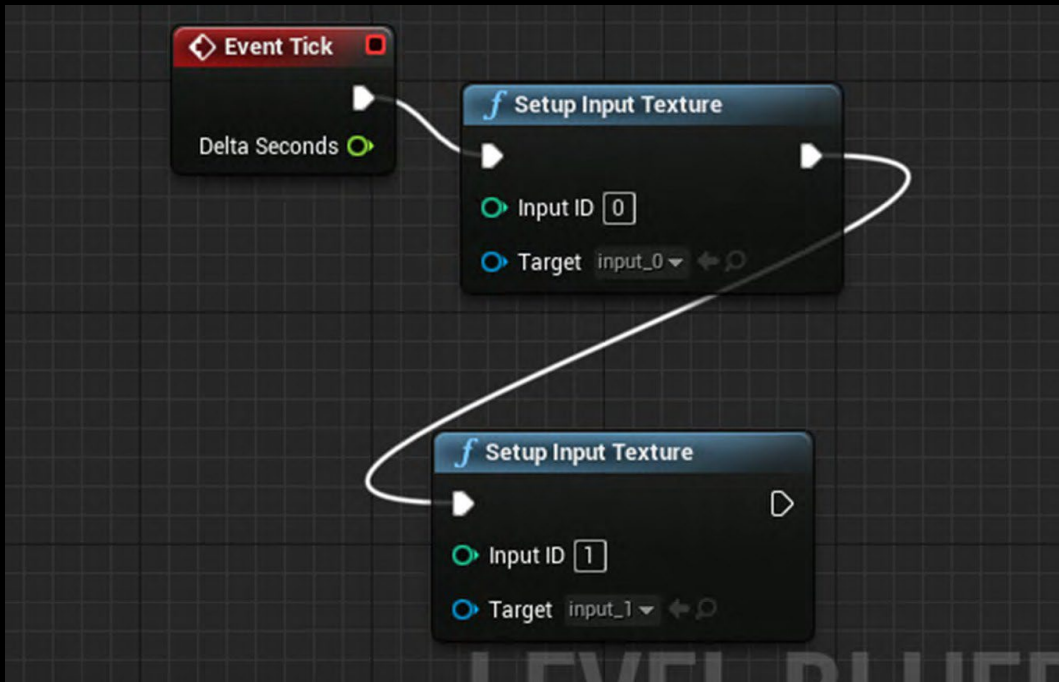 Event Tick
Delta Seconds
Setup Input Texture
Input ID 0
Target input_0
Setup Input Texture
Input ID 1
Target input_1